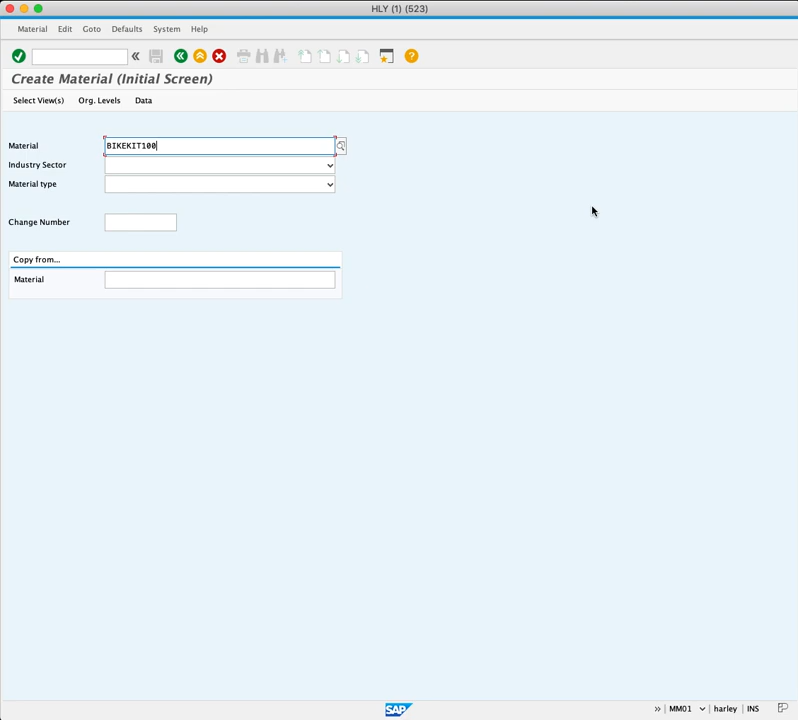 HLY (1) (523)
Material Edit Goto Defaults System Help
Create Material (Initial Screen)
Select View(s) Org. Levels Data
Material BIKEKIT100
Industry Sector
Material type
Change Number
Copy from...
Material
SAP MM01 harley INS